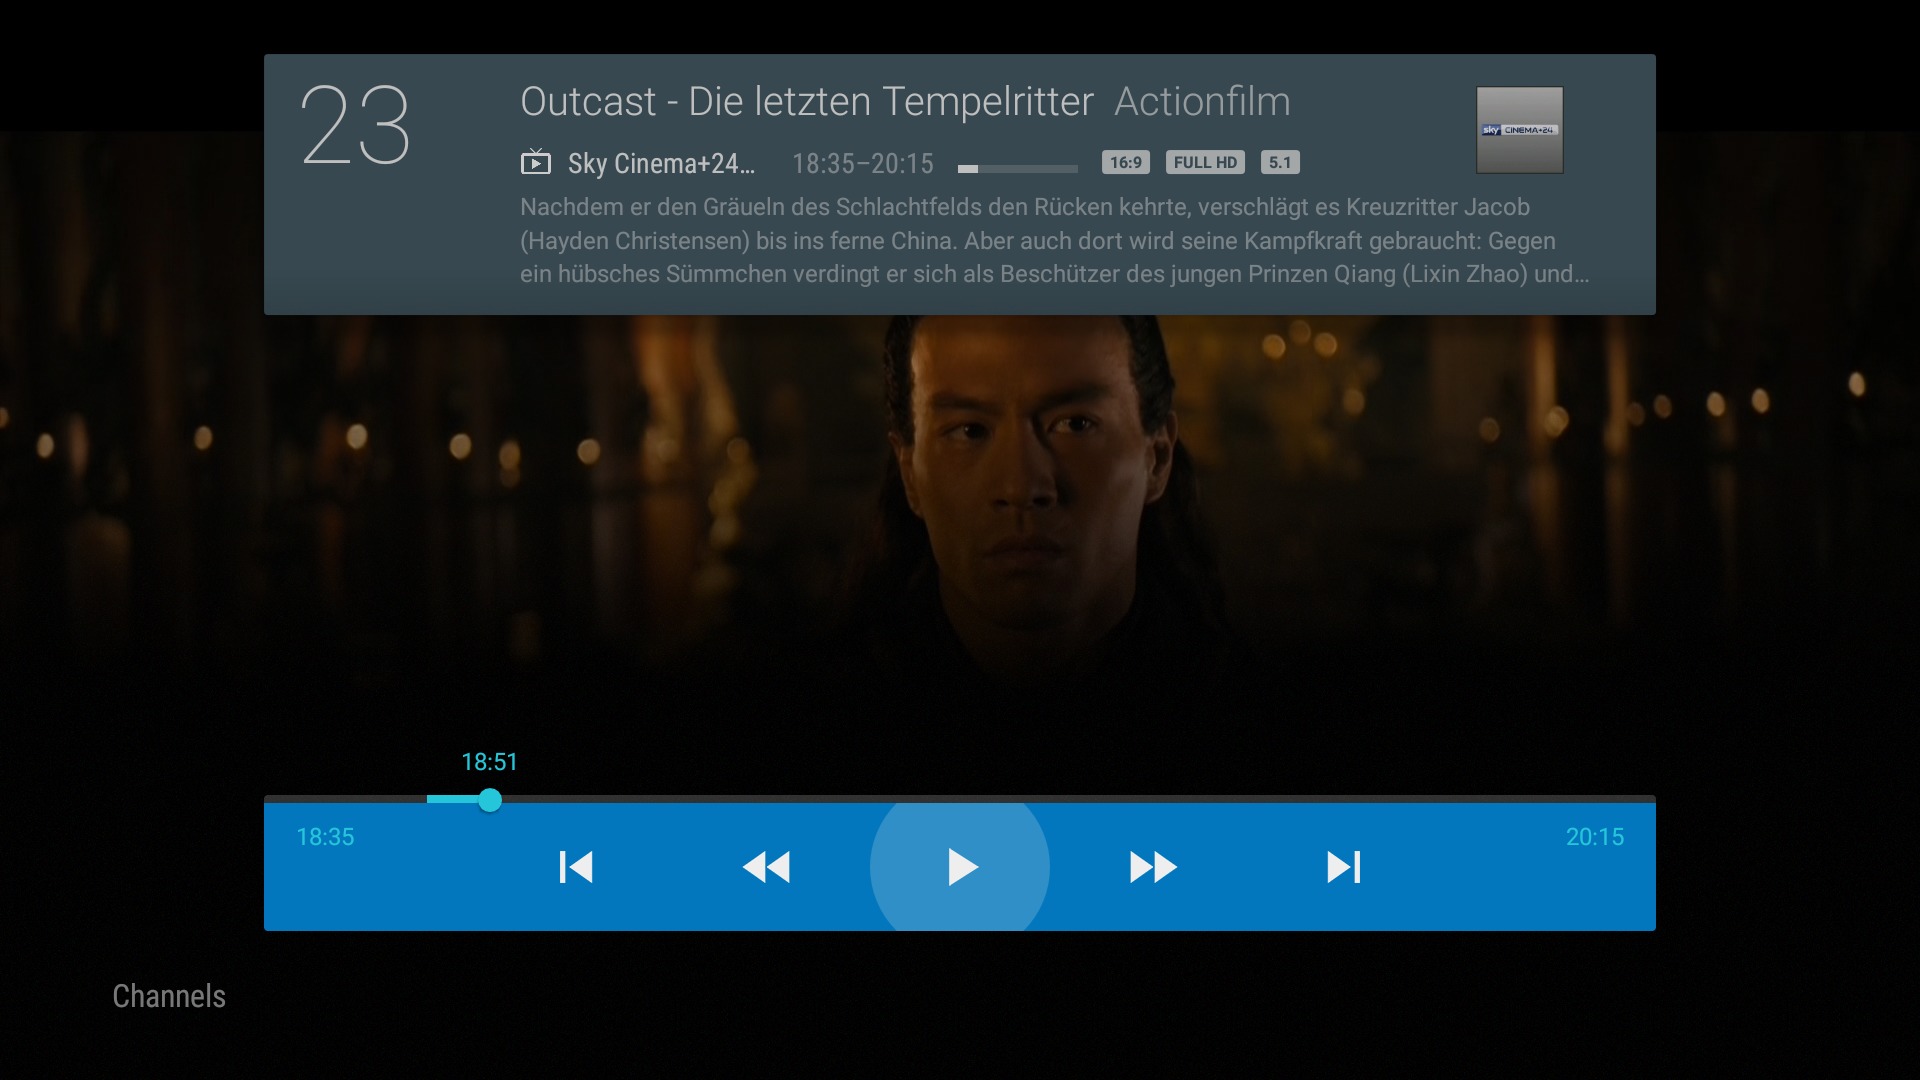 23
Outcast - Die letzten Tempelritter Actionfilm
sky CINEMA+24
Sky Cinema+24... 18:35–20:15 16:9 FULL HD 5.1
Nachdem er den Gräueln des Schlachtfelds den Rücken kehrte, verschlägt es Kreuzritter Jacob
(Hayden Christensen) bis ins ferne China. Aber auch dort wird seine Kampfkraft gebraucht: Gegen
ein hübsches Sümmchen verdingt er sich als Beschützer des jungen Prinzen Qiang (Lixin Zhao) und...
18:51
18:35 20:15
Channels